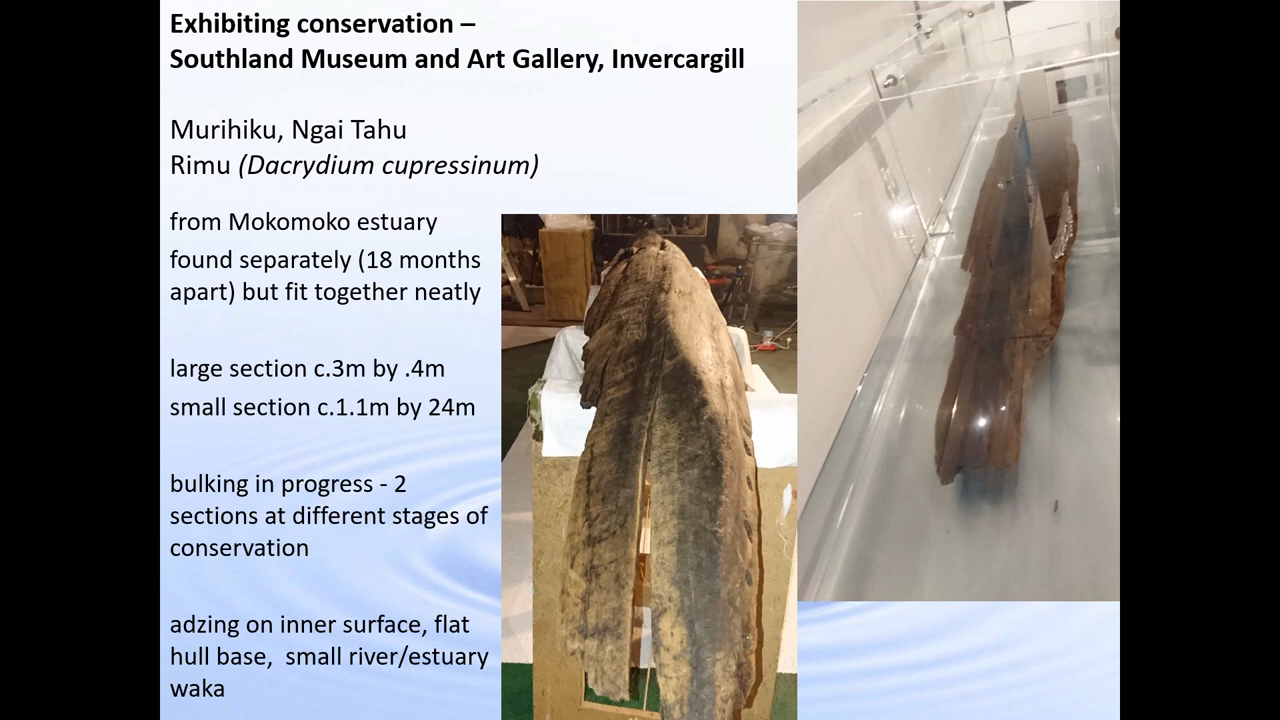 Exhibiting conservation –
Southland Museum and Art Gallery, Invercargill
Murihiku, Ngai Tahu
Rimu (Dacrydium cupressinum)
from Mokomoko estuary
found separately (18 months
apart) but fit together neatly
large section c.3m by .4m
small section c.1.1m by 24m
bulking in progress - 2
sections at different stages of
conservation
adzing on inner surface, flat
hull base,  small river/estuary
waka